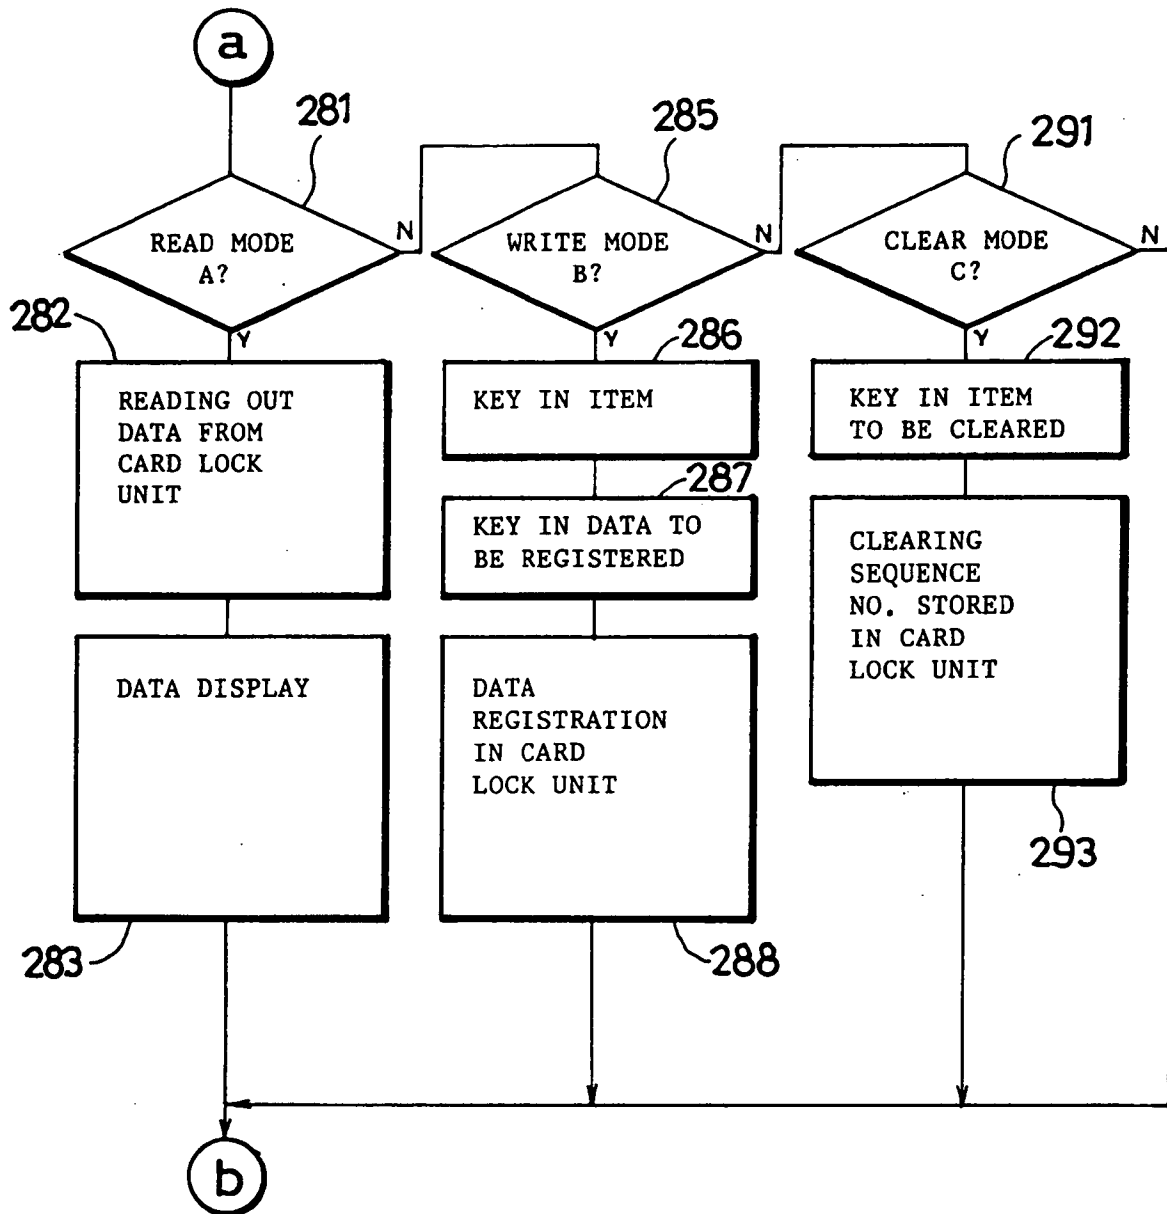 a
281
READ MODE
A?
N
Y
285
WRITE MODE
B?
N
Y
291
CLEAR MODE
C?
N
Y
282
READING OUT
DATA FROM
CARD LOCK
UNIT
283
DATA DISPLAY
286
KEY IN ITEM
287
KEY IN DATA TO
BE REGISTERED
288
DATA
REGISTRATION
IN CARD
LOCK UNIT
292
KEY IN ITEM
TO BE CLEARED
293
CLEARING
SEQUENCE
NO. STORED
IN CARD
LOCK UNIT
b